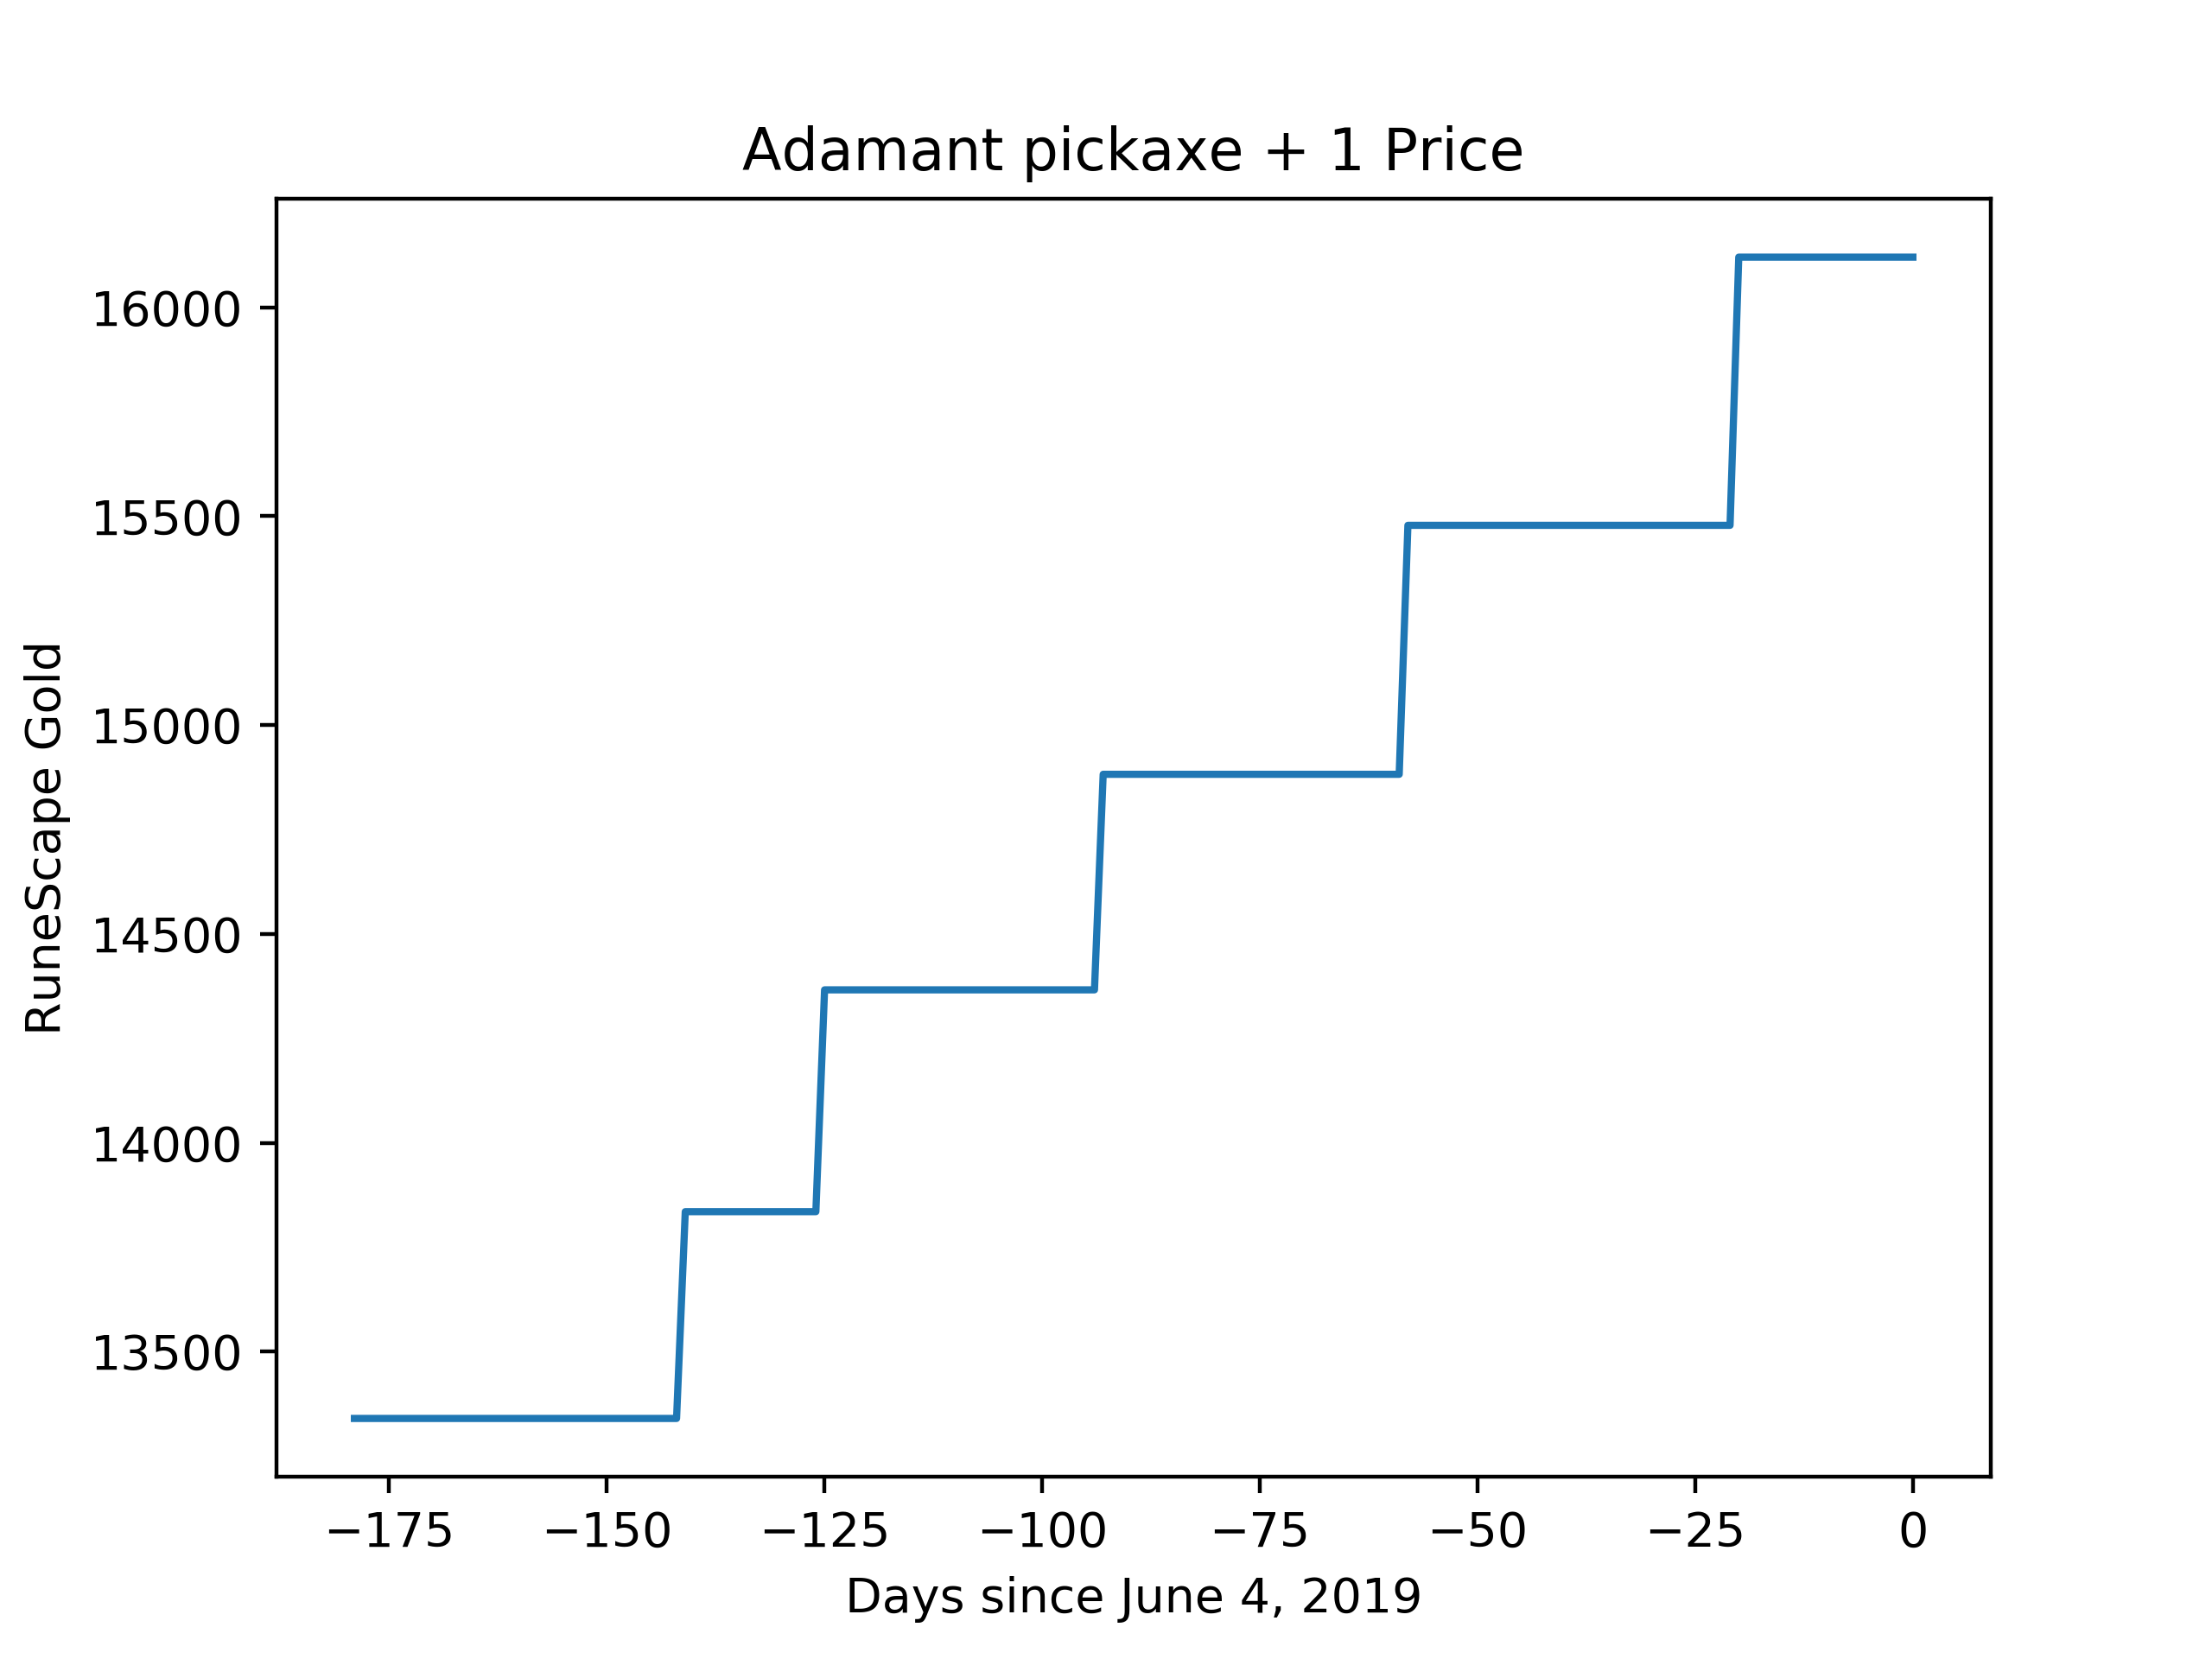 Adamant pickaxe + 1 Price
RuneScape Gold
16000
15500
15000
14500
14000
13500
−175 −150 −125 −100 −75 −50 −25 0
Days since June 4, 2019